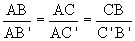 AB/AB' = AC/AC' = CB/C'B'